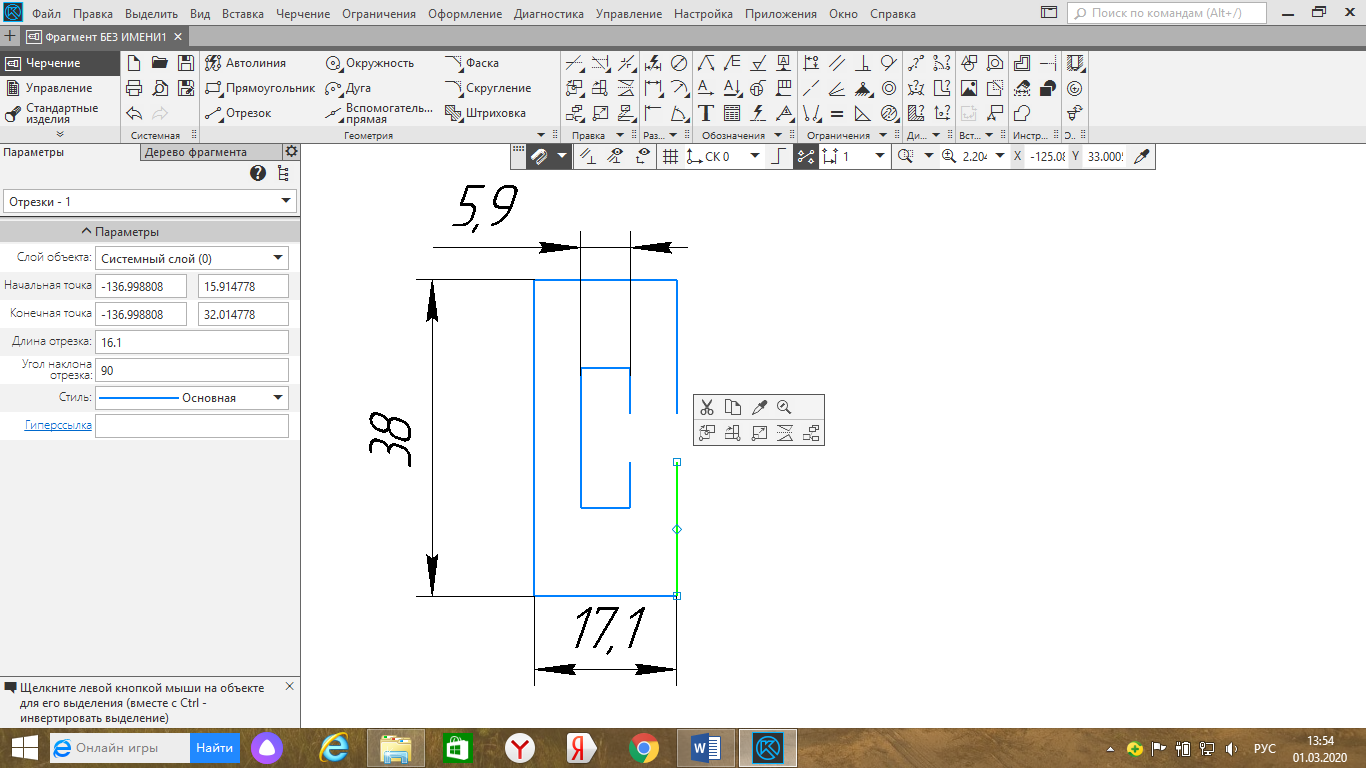 Файл Правка Выделить Вид Вставка Черчение Ограничения Оформление Диагностика Управление Настройка Приложения Окно Справка Поиск по командам (Alt+/)
Фрагмент БЕЗ ИМЕНИ1
Черчение
Управление
Стандартные
изделия
Системная
Автолиния
Прямоугольник
Отрезок
Окружность
Дуга
Вспомогатель...
прямая
Фаска
Скругление
Штриховка
Геометрия
Правка
Раз...
Обозначения
Ограничения
Ди...
Вст...
Инстр...
Э..
Параметры
Дерево фрагмента
СК 0
1
2.204
X -125.08
Y 33.0005
Отрезки - 1
Параметры
Слой объекта: Системный слой (0)
Начальная точка -136.998808 15.914778
Конечная точка -136.998808 32.014778
Длина отрезка: 16.1
Угол наклона
отрезка: 90
Стиль: Основная
Гиперссылка
5,9
38
17,1
Щелкните левой кнопкой мыши на объекте
для его выделения (вместе с Ctrl -
инвертировать выделение)
Онлайн игры
Найти
РУС
13:54
01.03.2020